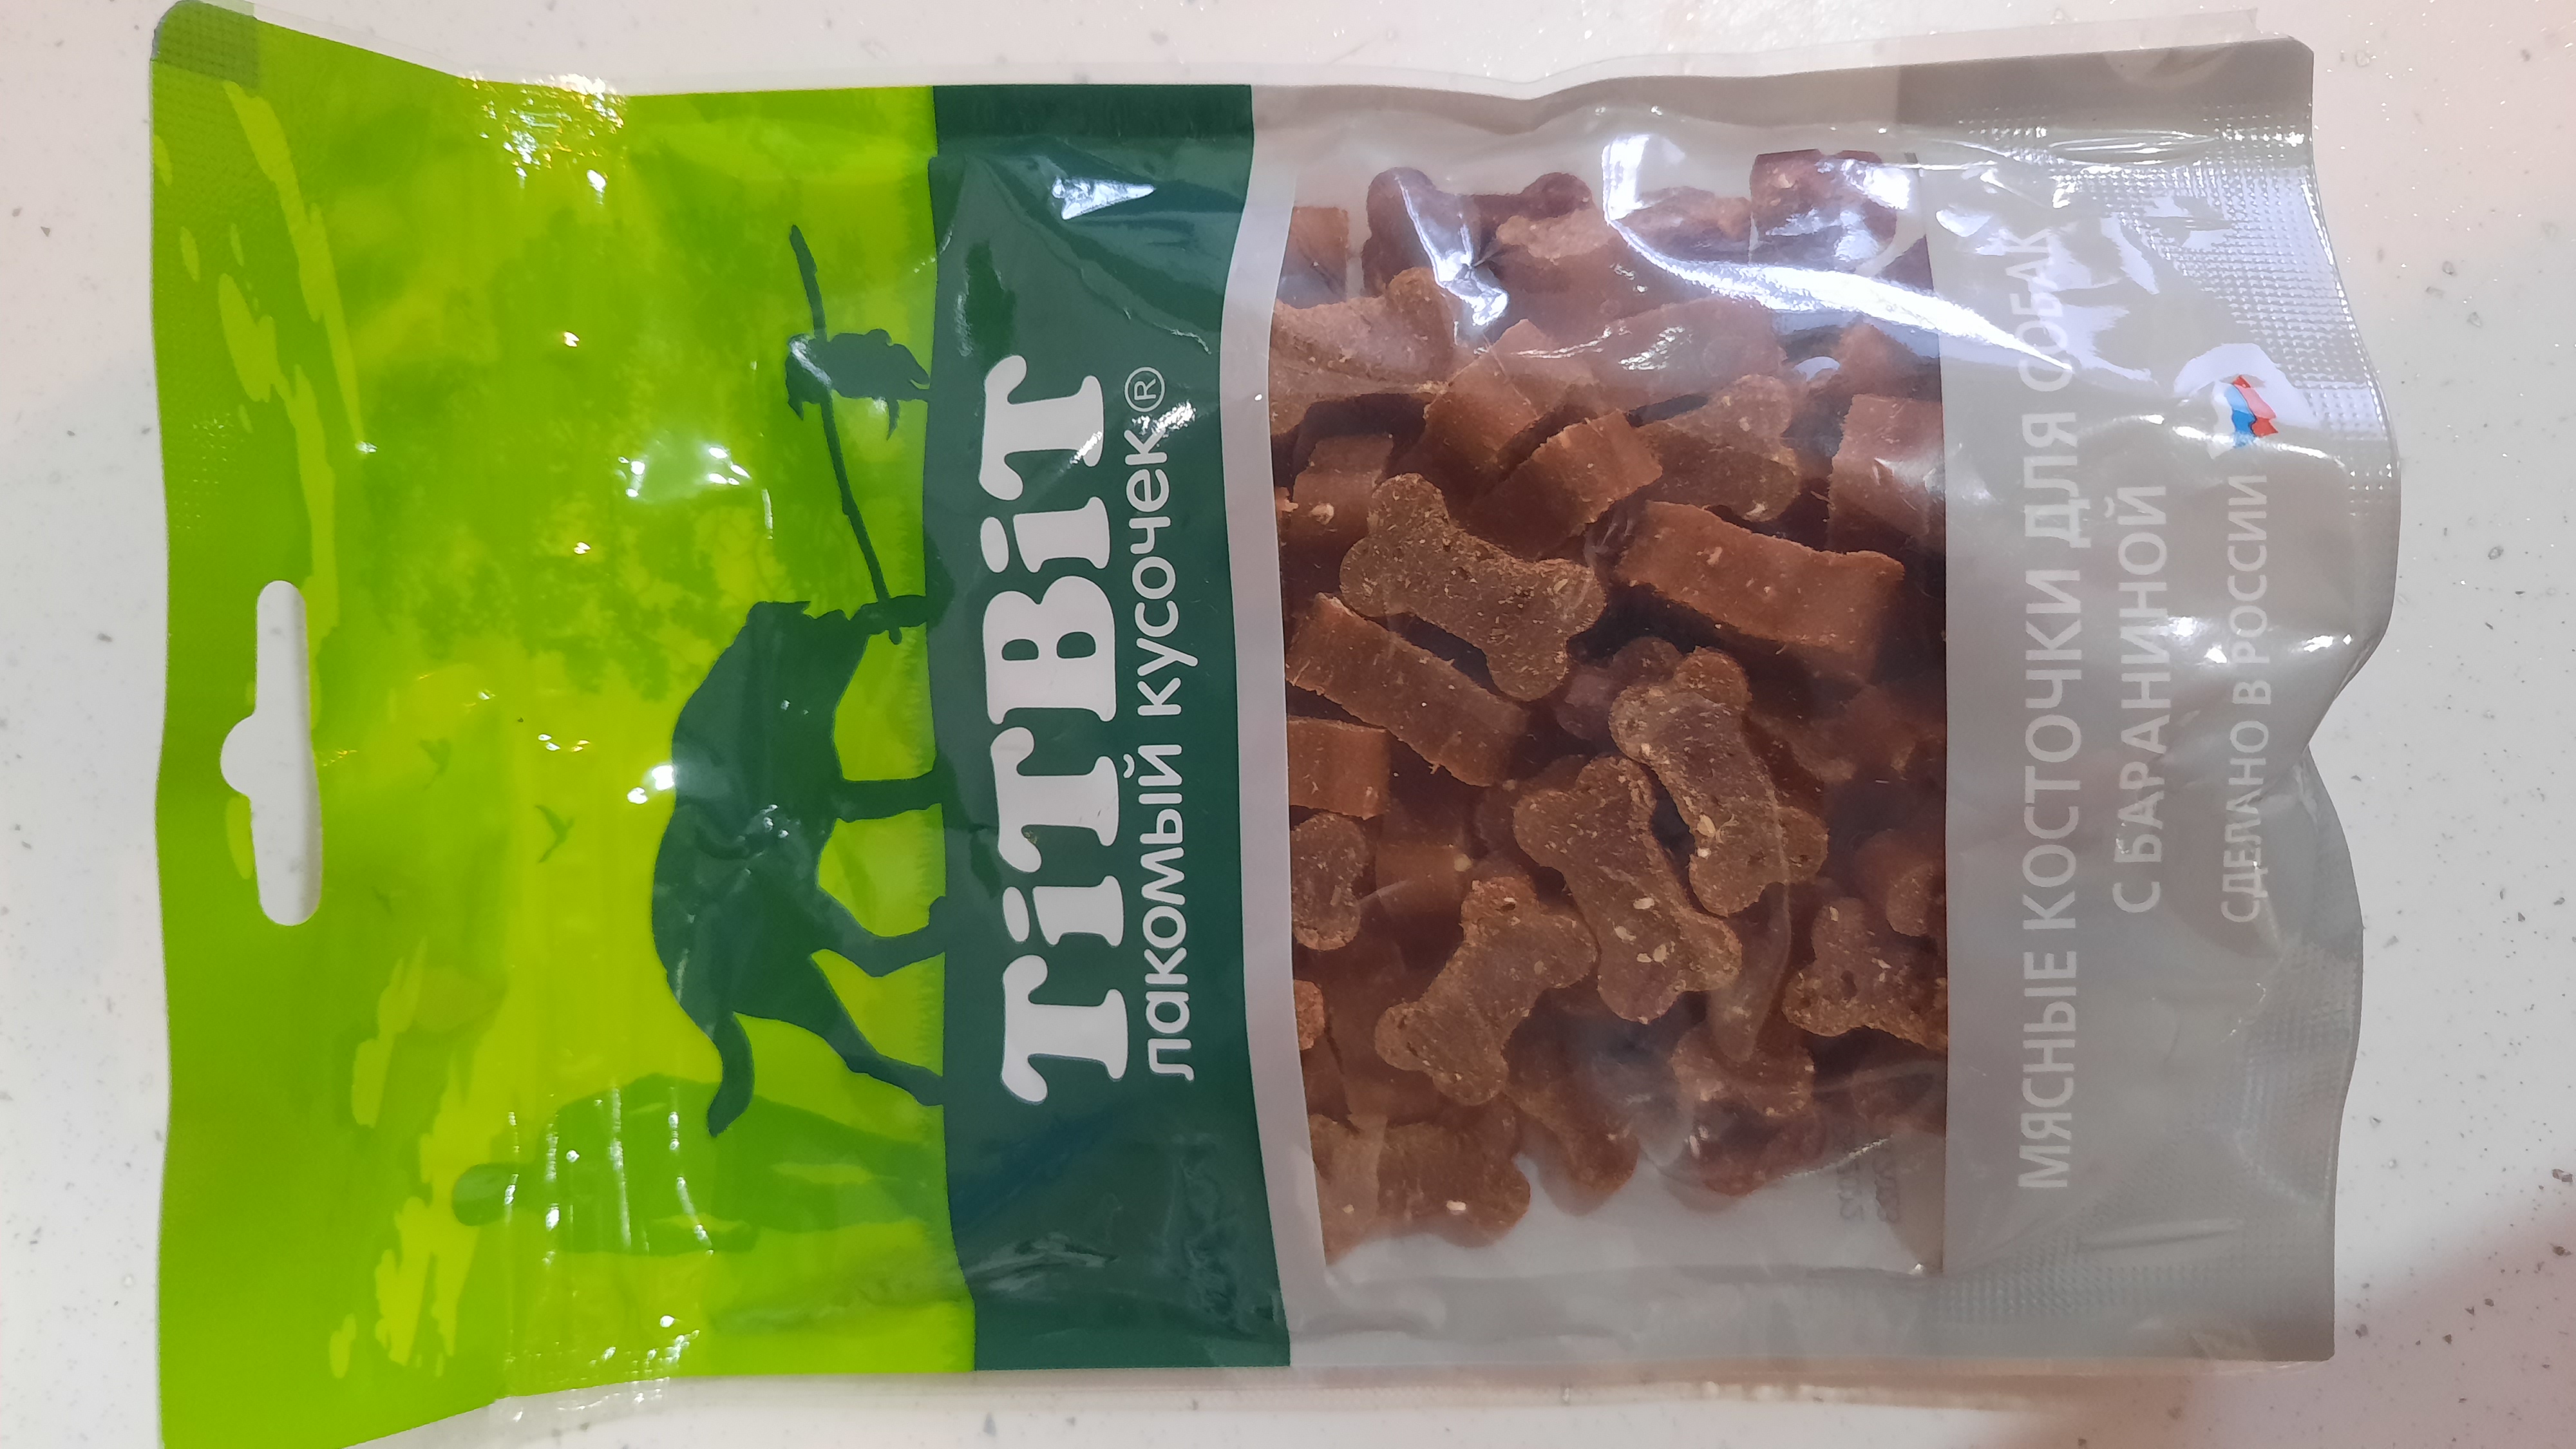 TiTBiT
лакомый кусочек®
МЯСНЫЕ КОСТОЧКИ ДЛЯ СОБАК
С БАРАНИНОЙ
СДЕЛАНО В РОССИИ